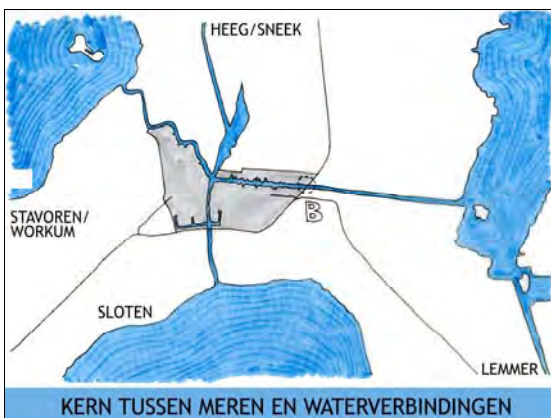 HEEG/SNEEK
STAVOREN/
WORKUM
B
SLOTEN
LEMMER
KERN TUSSEN MEREN EN WATERVERBINDINGEN